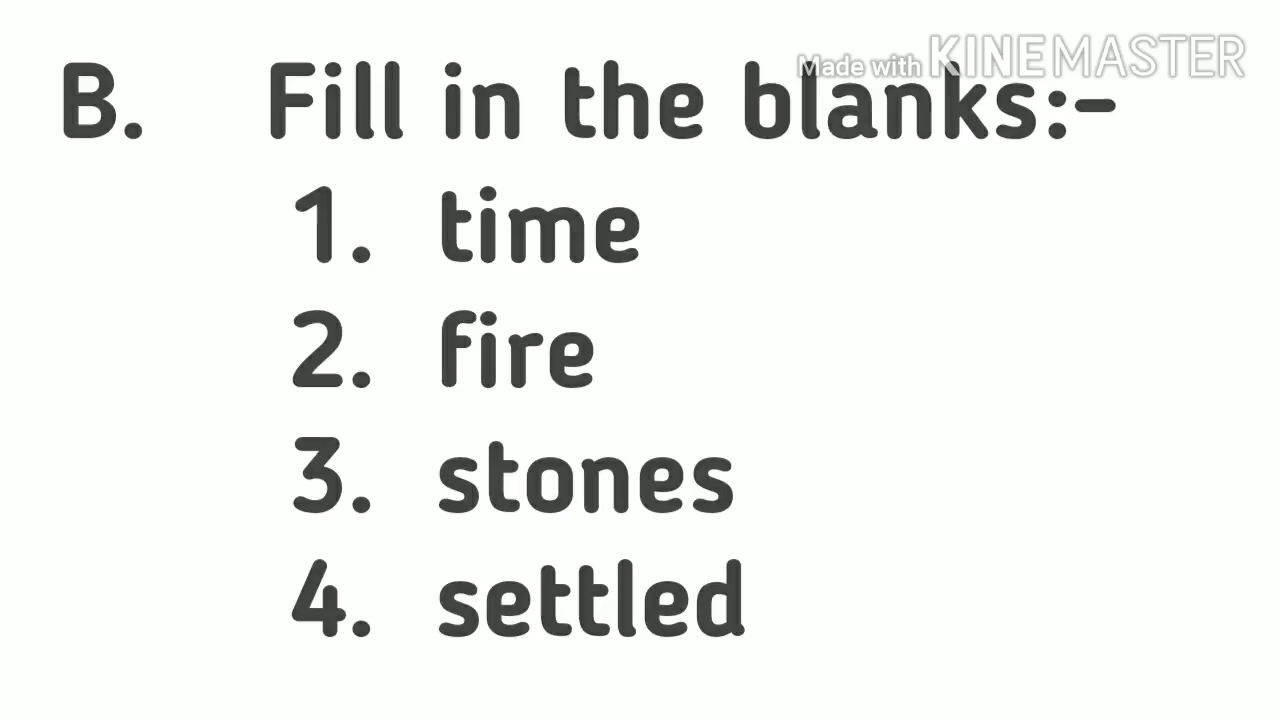 Made with KINEMASTER
B. Fill in the blanks:-
1. time
2. fire
3. stones
4. settled